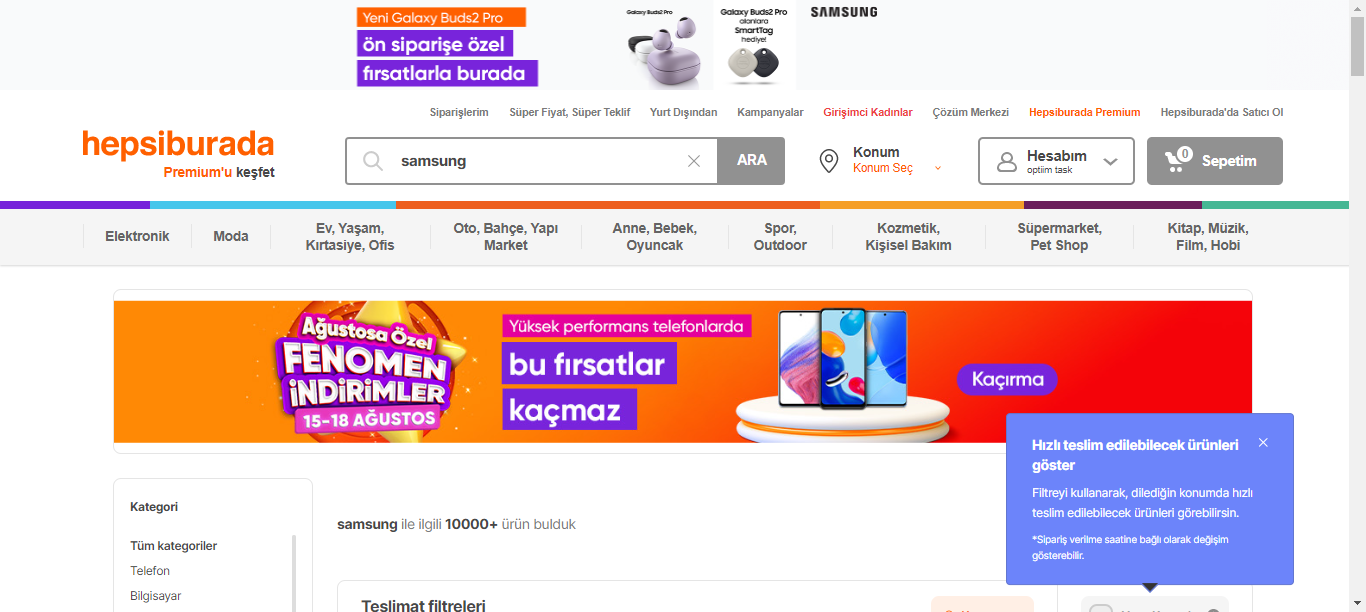 Yeni Galaxy Buds2 Pro
ön siparişe özel
fırsatlarla burada
Galaxy Buds2 Pro
Galaxy Buds2 Pro
alanlara
SmartTag
hediye!
SAMSUNG
Siparişlerim
Süper Fiyat, Süper Teklif
Yurt Dışından
Kampanyalar
Girişimci Kadınlar
Çözüm Merkezi
Hepsiburada Premium
Hepsiburada'da Satıcı Ol
hepsiburada
Premium'u keşfet
samsung
ARA
Konum
Konum Seç
Hesabım
optiim task
0
Sepetim
Elektronik
Moda
Ev, Yaşam,
Kırtasiye, Ofis
Oto, Bahçe, Yapı
Market
Anne, Bebek,
Oyuncak
Spor,
Outdoor
Kozmetik,
Kişisel Bakım
Süpermarket,
Pet Shop
Kitap, Müzik,
Film, Hobi
Ağustosa Özel
FENOMEN
İNDİRİMLER
15-18 AĞUSTOS
Yüksek performans telefonlarda
bu fırsatlar
kaçmaz
Kaçırma
Hızlı teslim edilebilecek ürünleri
göster
Filtreyi kullanarak, dilediğin konumda hızlı
teslim edilebilecek ürünleri görebilirsin.
*Sipariş verilme saatine bağlı olarak değişim
gösterebilir.
Kategori
Tüm kategoriler
Telefon
Bilgisayar
samsung ile ilgili 10000+ ürün bulduk
Teslimat filtreleri